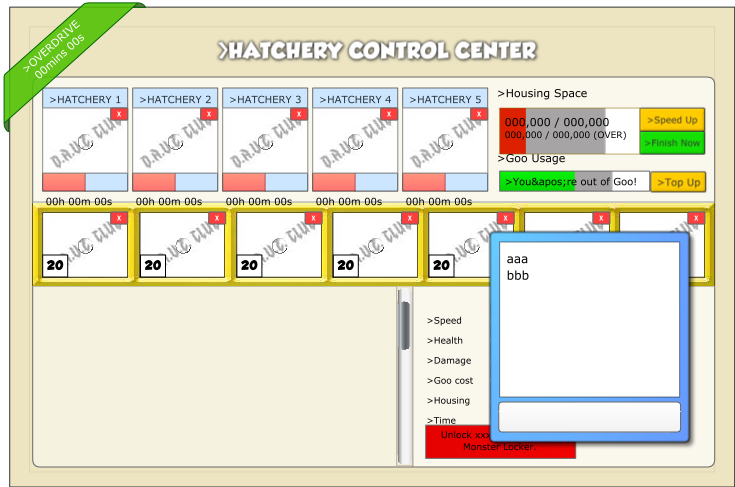 >OVERDRIVE
00mins 00s
>HATCHERY CONTROL CENTER
>HATCHERY 1
>HATCHERY 2
>HATCHERY 3
>HATCHERY 4
>HATCHERY 5
X
X
X
X
X
00h 00m 00s
00h 00m 00s
00h 00m 00s
00h 00m 00s
00h 00m 00s
>Housing Space
000,000 / 000,000
000,000 / 000,000 (OVER)
>Speed Up
>Finish Now
>Goo Usage
>You&apos;re out of Goo!
>Top Up
X
X
X
X
X
X
X
20
20
20
20
20
aaa
bbb
>Speed
>Health
>Damage
>Goo cost
>Housing
>Time
Unlock
Monster Locker.